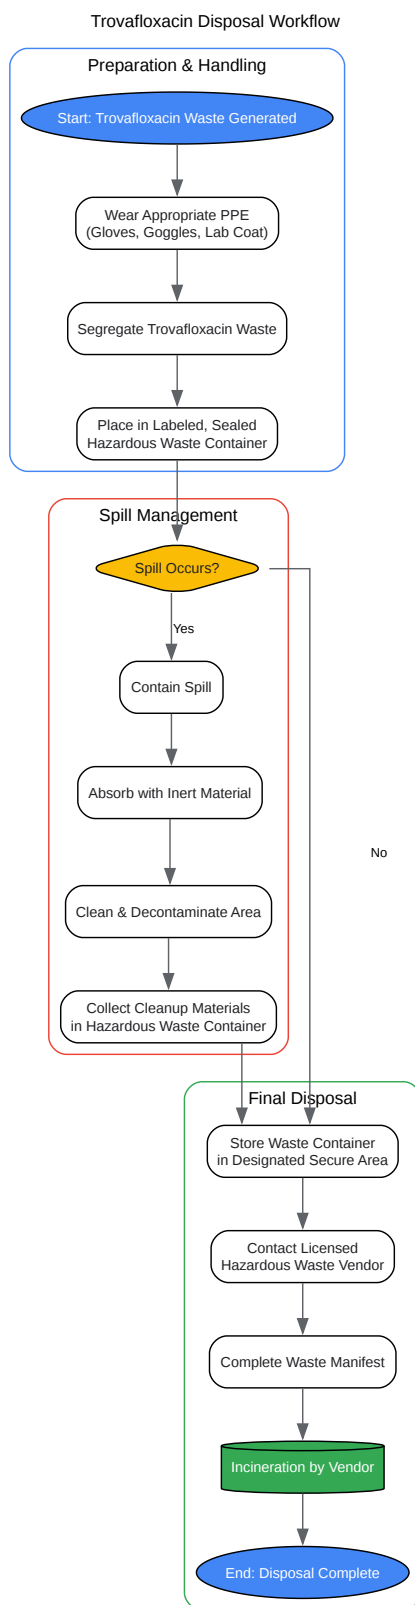 Trovafloxacin Disposal Workflow
Preparation & Handling
Start: Trovafloxacin Waste Generated
Wear Appropriate PPE
(Gloves, Goggles, Lab Coat)
Segregate Trovafloxacin Waste
Place in Labeled, Sealed
Hazardous Waste Container
Spill Management
Spill Occurs?
Yes
Contain Spill
Absorb with Inert Material
No
Clean & Decontaminate Area
Collect Cleanup Materials
in Hazardous Waste Container
Final Disposal
Store Waste Container
in Designated Secure Area
Contact Licensed
Hazardous Waste Vendor
Complete Waste Manifest
Incineration by Vendor
End: Disposal Complete